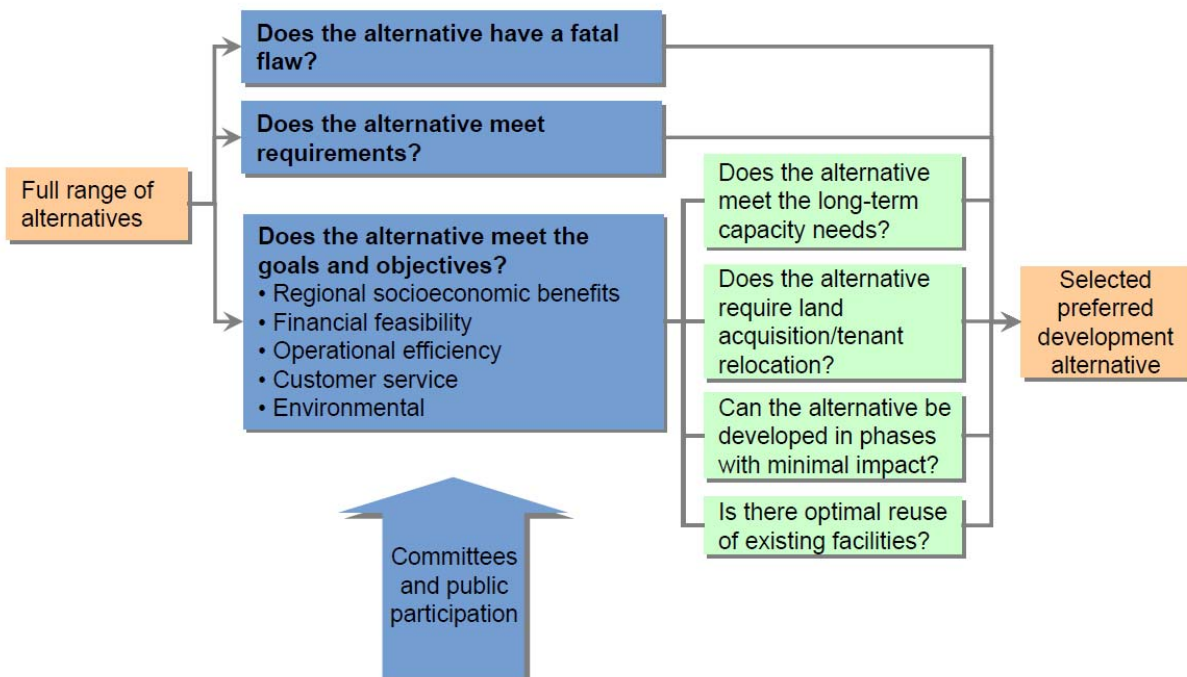 Does the alternative have a fatal
flaw?
Does the alternative meet
requirements?
Full range of
alternatives
Does the alternative meet the
goals and objectives?
• Regional socioeconomic benefits
• Financial feasibility
• Operational efficiency
• Customer service
• Environmental
Does the alternative
meet the long-term
capacity needs?
Does the alternative
require land
acquisition/tenant
relocation?
Can the alternative be
developed in phases
with minimal impact?
Is there optimal reuse
of existing facilities?
Selected
preferred
development
alternative
Committees
and public
participation